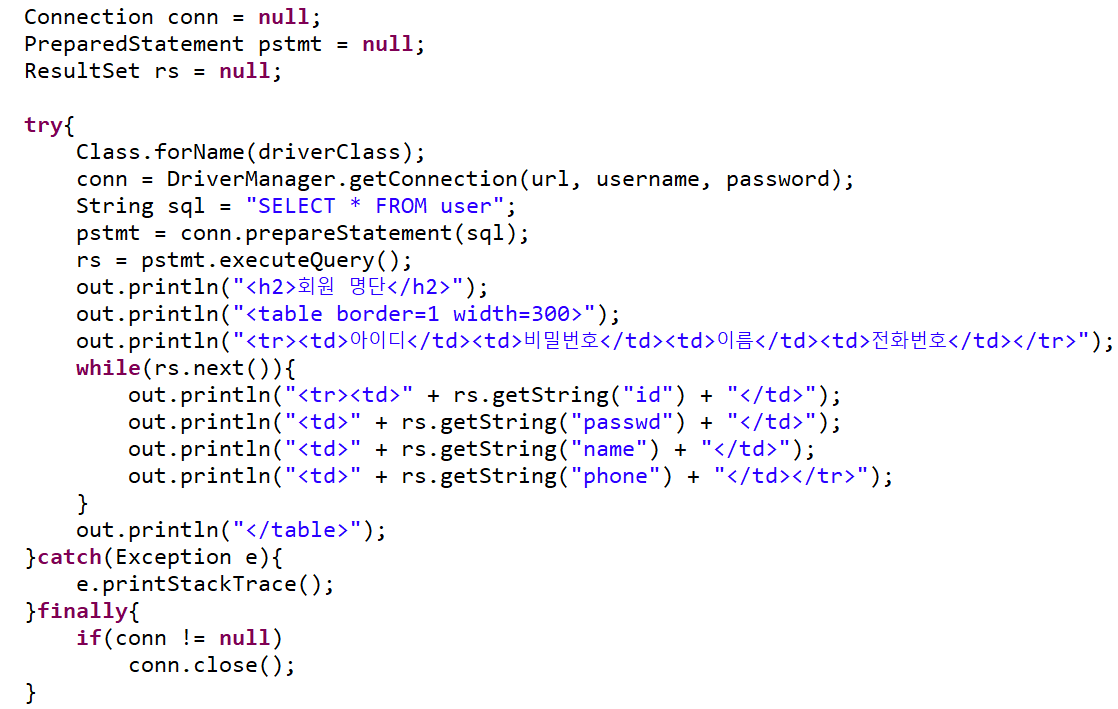 Connection conn = null;
PreparedStatement pstmt = null;
ResultSet rs = null;

try{
    Class.forName(driverClass);
    conn = DriverManager.getConnection(url, username, password);
    String sql = "SELECT * FROM user";
    pstmt = conn.prepareStatement(sql);
    rs = pstmt.executeQuery();
    out.println("<h2>회원 명단</h2>");
    out.println("<table border=1 width=300>");
    out.println("<tr><td>아이디</td><td>비밀번호</td><td>이름</td><td>전화번호</td></tr>");
    while(rs.next()){
        out.println("<tr><td>" + rs.getString("id") + "</td>");
        out.println("<td>" + rs.getString("passwd") + "</td>");
        out.println("<td>" + rs.getString("name") + "</td>");
        out.println("<td>" + rs.getString("phone") + "</td></tr>");
    }
    out.println("</table>");
}catch(Exception e){
    e.printStackTrace();
}finally{
    if(conn != null)
        conn.close();
}